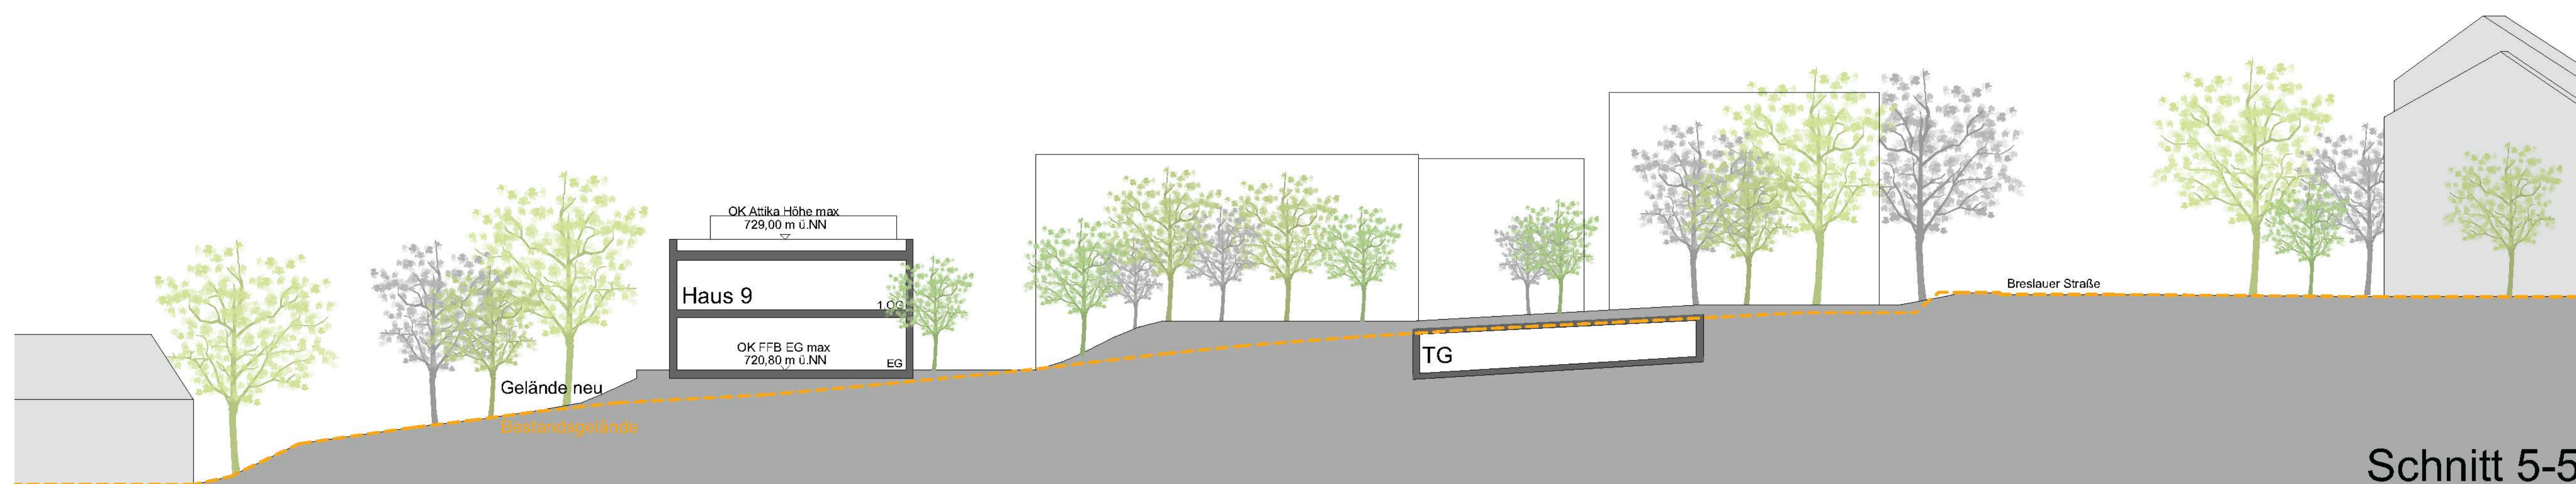 OK Attika Höhe max
729,00 m ü.NN
Haus 9
1.OG
OK FFB EG max
720,80 m ü.NN
EG
Gelände neu
Bestandsgelände
TG
Breslauer Straße
Schnitt 5-5